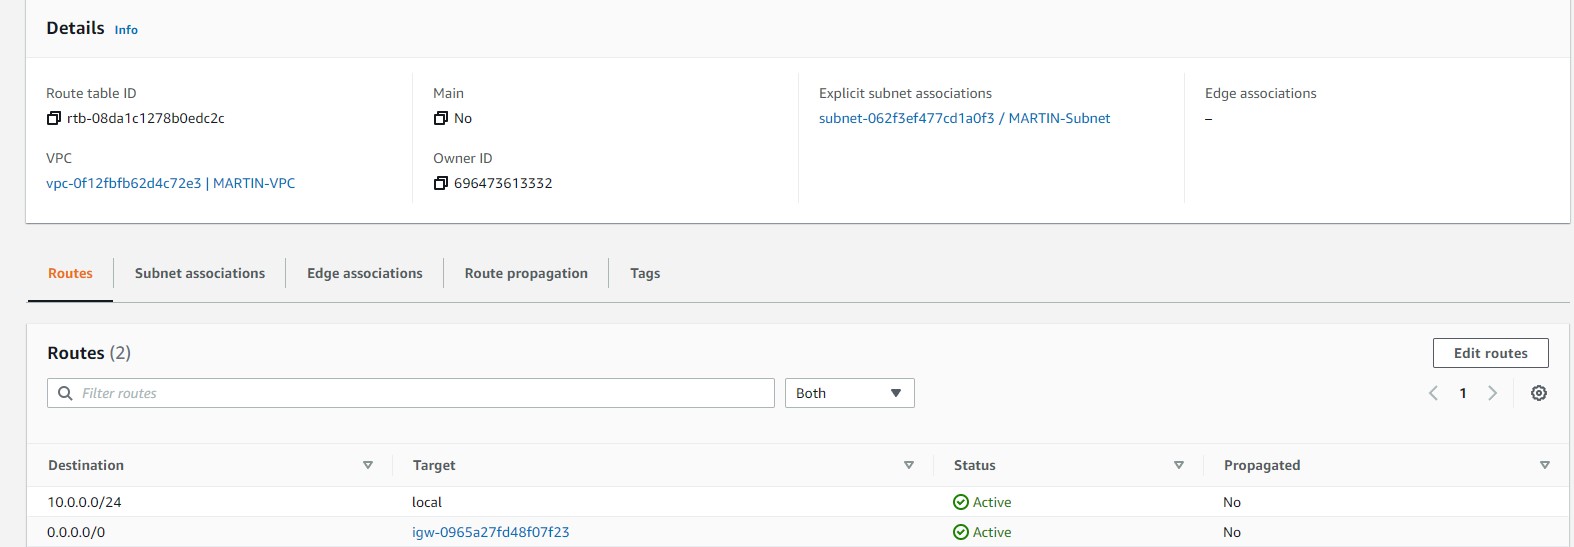 Details Info
Route table ID
rtb-08da1c1278b0edc2c
Main
No
Explicit subnet associations
subnet-062f3ef477cd1a0f3 / MARTIN-Subnet
Edge associations
–
VPC
vpc-0f12fbfb62d4c72e3 | MARTIN-VPC
Owner ID
696473613332
Routes Subnet associations Edge associations Route propagation Tags
Routes (2)
Edit routes
Filter routes Both 1
Destination Target Status Propagated
10.0.0.0/24 local Active No
0.0.0.0/0 igw-0965a27fd48f07f23 Active No